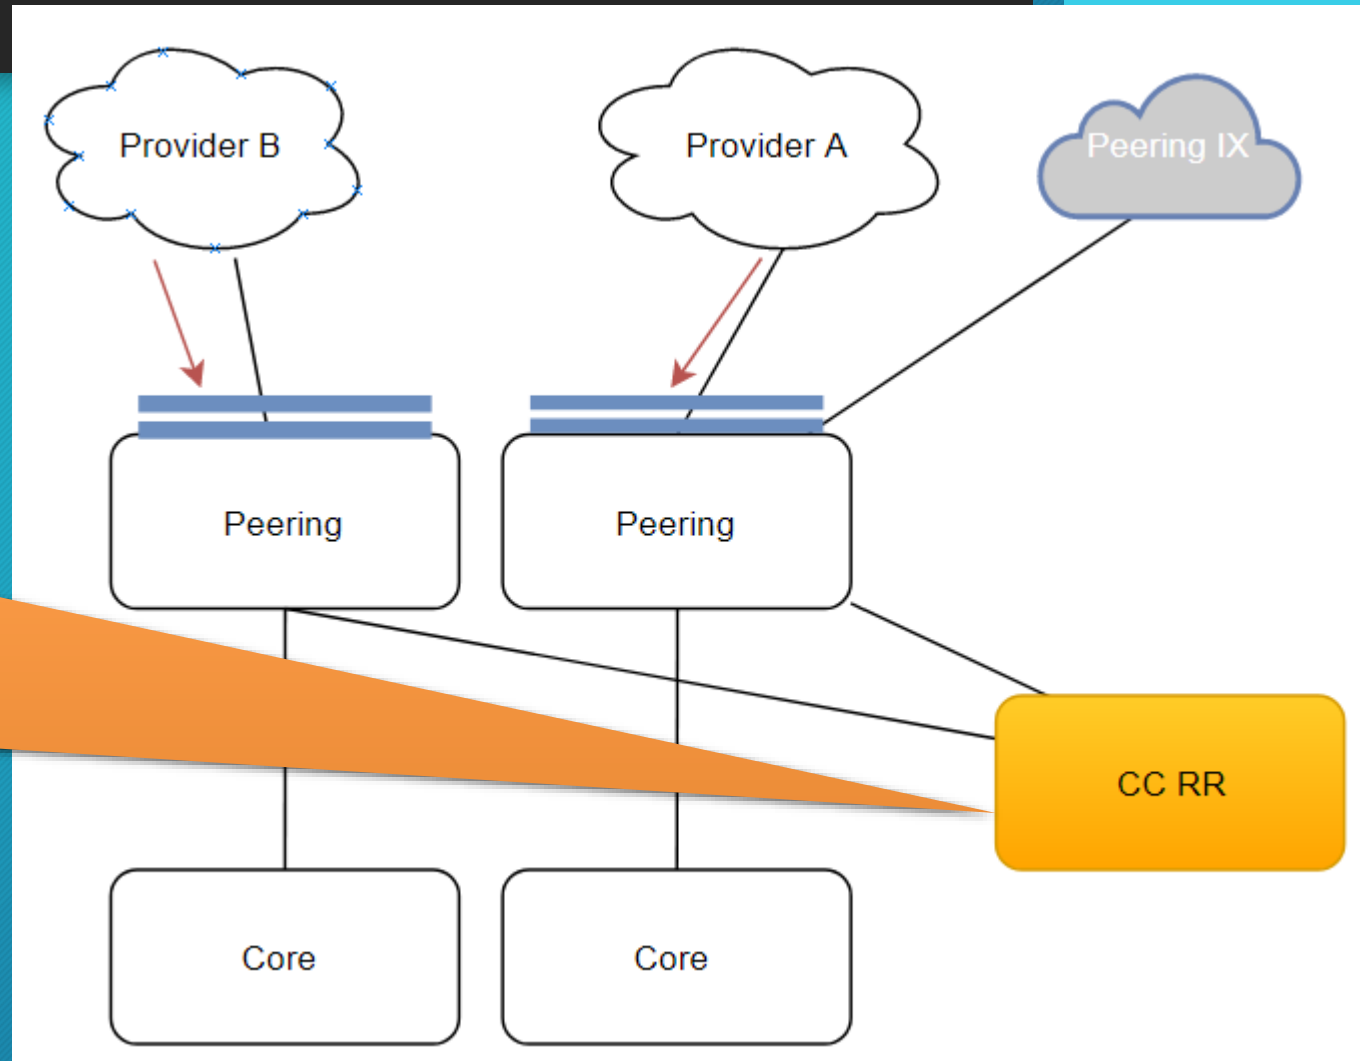 Provider B
Provider A
Peering IX
Peering
Peering
CC RR
Core
Core